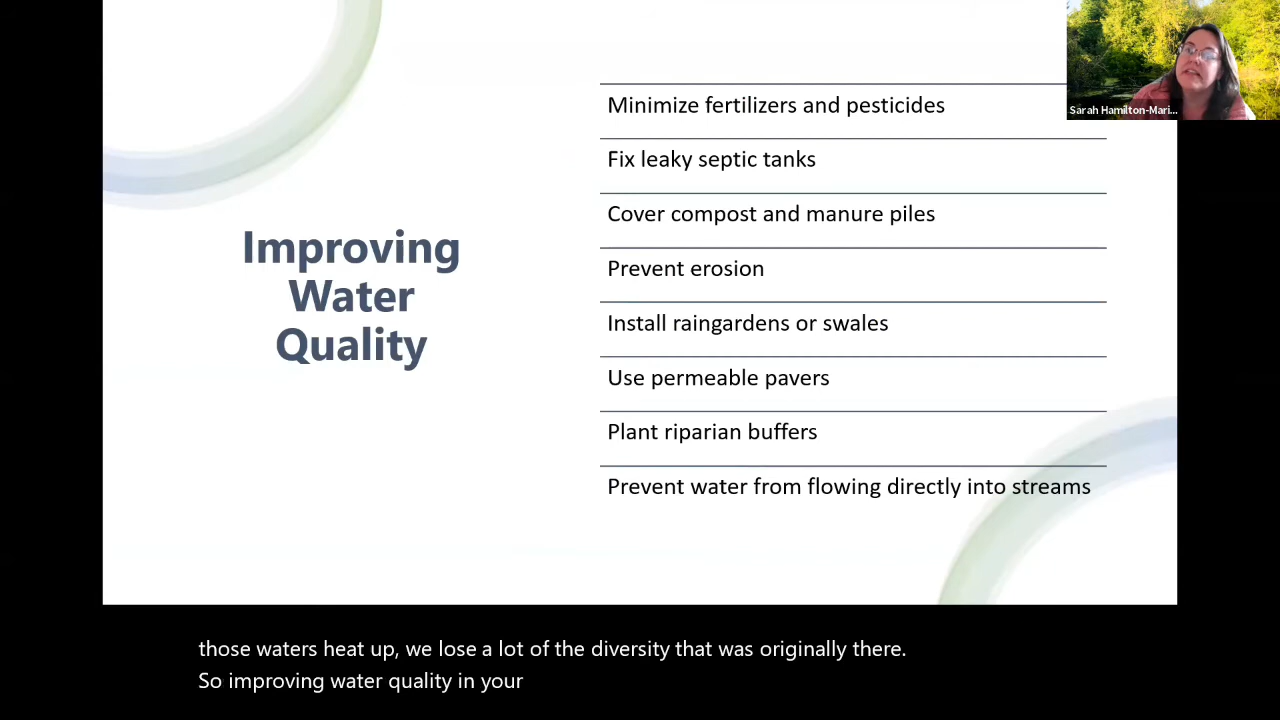 Improving
Water
Quality
Minimize fertilizers and pesticides
Fix leaky septic tanks
Cover compost and manure piles
Prevent erosion
Install raingardens or swales
Use permeable pavers
Plant riparian buffers
Prevent water from flowing directly into streams
Sarah Hamilton-Mari...
those waters heat up, we lose a lot of the diversity that was originally there.
So improving water quality in your